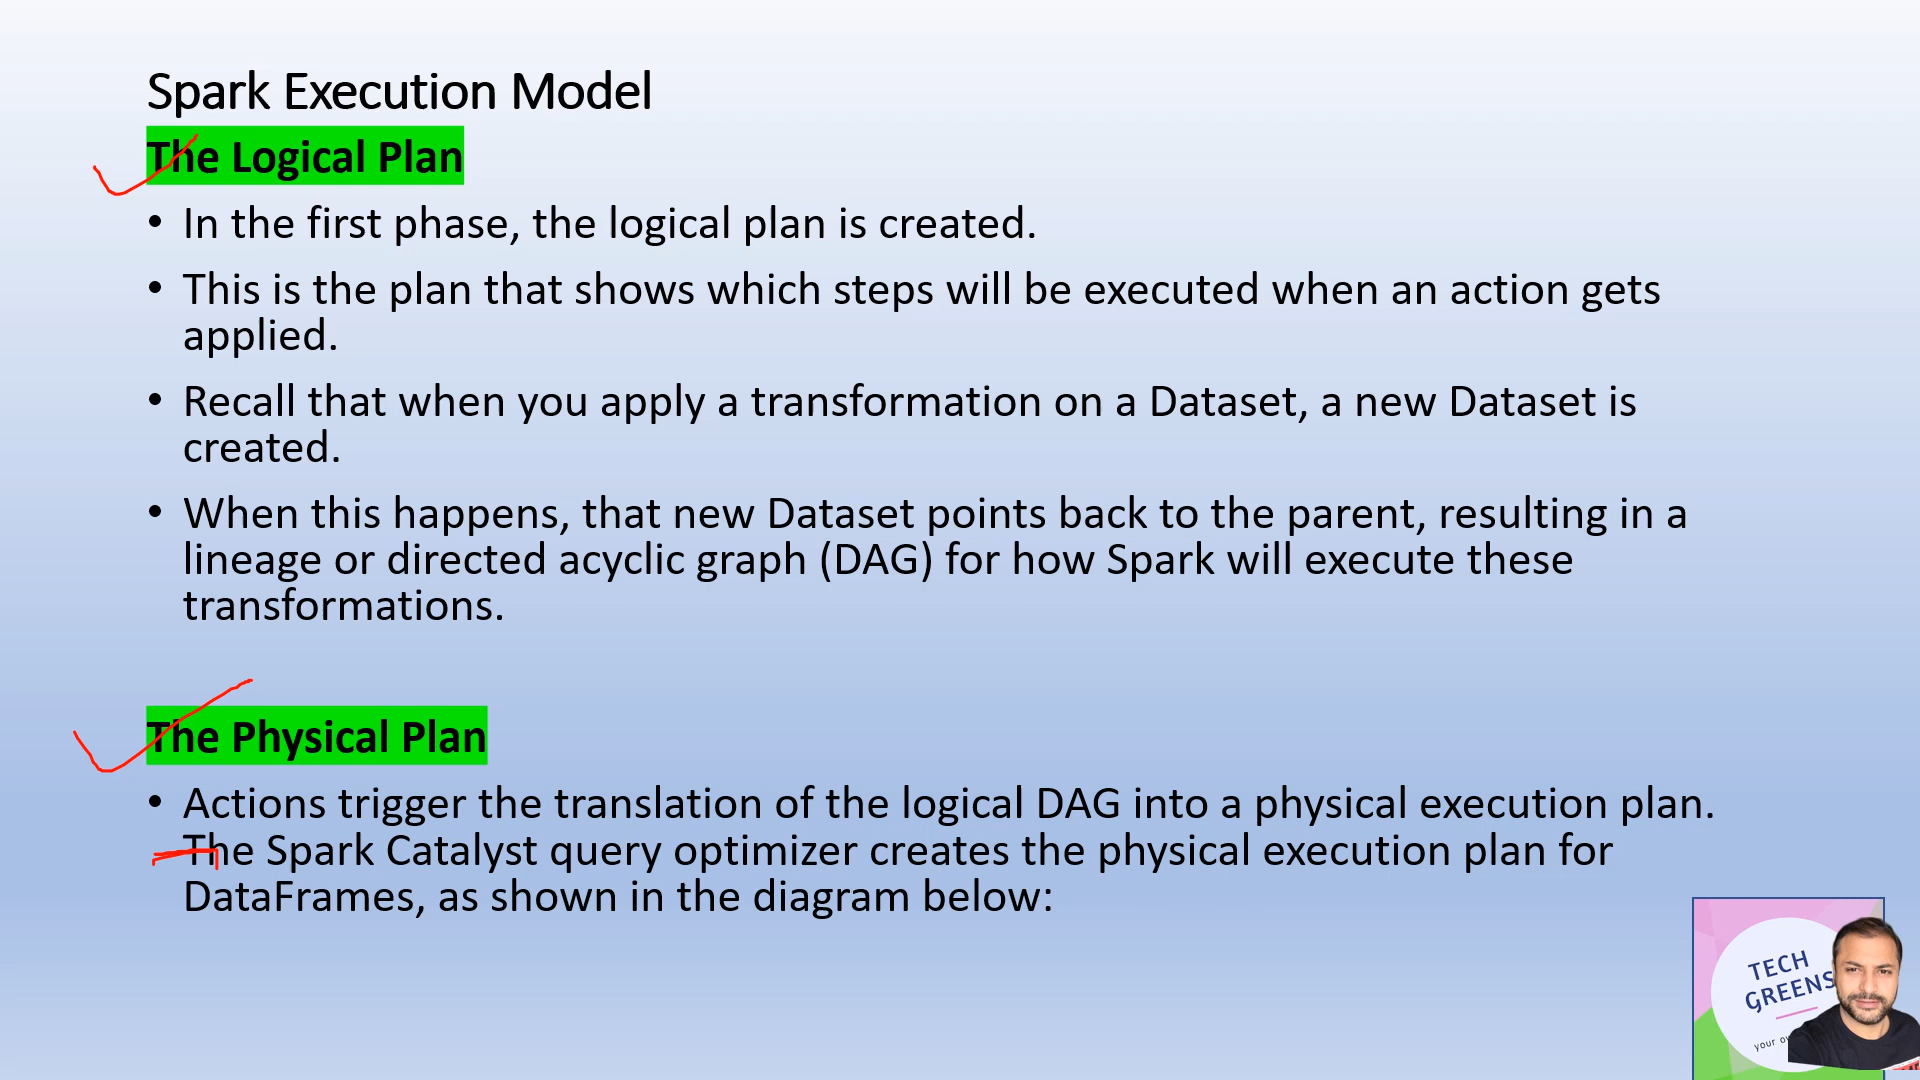 Spark Execution Model
The Logical Plan
• In the first phase, the logical plan is created.
• This is the plan that shows which steps will be executed when an action gets
applied.
• Recall that when you apply a transformation on a Dataset, a new Dataset is
created.
• When this happens, that new Dataset points back to the parent, resulting in a
lineage or directed acyclic graph (DAG) for how Spark will execute these
transformations.
The Physical Plan
• Actions trigger the translation of the logical DAG into a physical execution plan.
The Spark Catalyst query optimizer creates the physical execution plan for
DataFrames, as shown in the diagram below:
TECH
GREENS
your